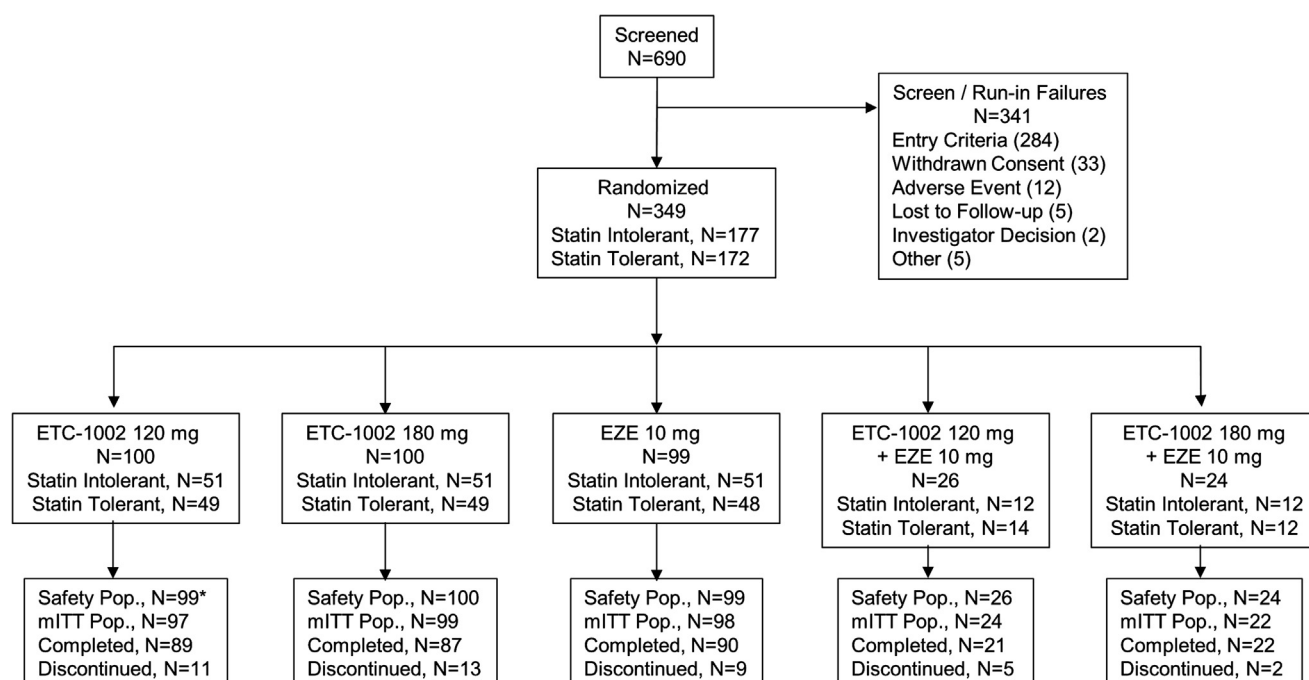 Screened
N=690
Screen / Run-in Failures
N=341
Entry Criteria (284)
Withdrawn Consent (33)
Adverse Event (12)
Lost to Follow-up (5)
Investigator Decision (2)
Other (5)
Randomized
N=349
Statin Intolerant, N=177
Statin Tolerant, N=172
ETC-1002 120 mg
N=100
Statin Intolerant, N=51
Statin Tolerant, N=49
ETC-1002 180 mg
N=100
Statin Intolerant, N=51
Statin Tolerant, N=49
EZE 10 mg
N=99
Statin Intolerant, N=51
Statin Tolerant, N=48
ETC-1002 120 mg
+ EZE 10 mg
N=26
Statin Intolerant, N=12
Statin Tolerant, N=14
ETC-1002 180 mg
+ EZE 10 mg
N=24
Statin Intolerant, N=12
Statin Tolerant, N=12
Safety Pop., N=99*
mITT Pop., N=97
Completed, N=89
Discontinued, N=11
Safety Pop., N=100
mITT Pop., N=99
Completed, N=87
Discontinued, N=13
Safety Pop., N=99
mITT Pop., N=98
Completed, N=90
Discontinued, N=9
Safety Pop., N=26
mITT Pop., N=24
Completed, N=21
Discontinued, N=5
Safety Pop., N=24
mITT Pop., N=22
Completed, N=22
Discontinued, N=2